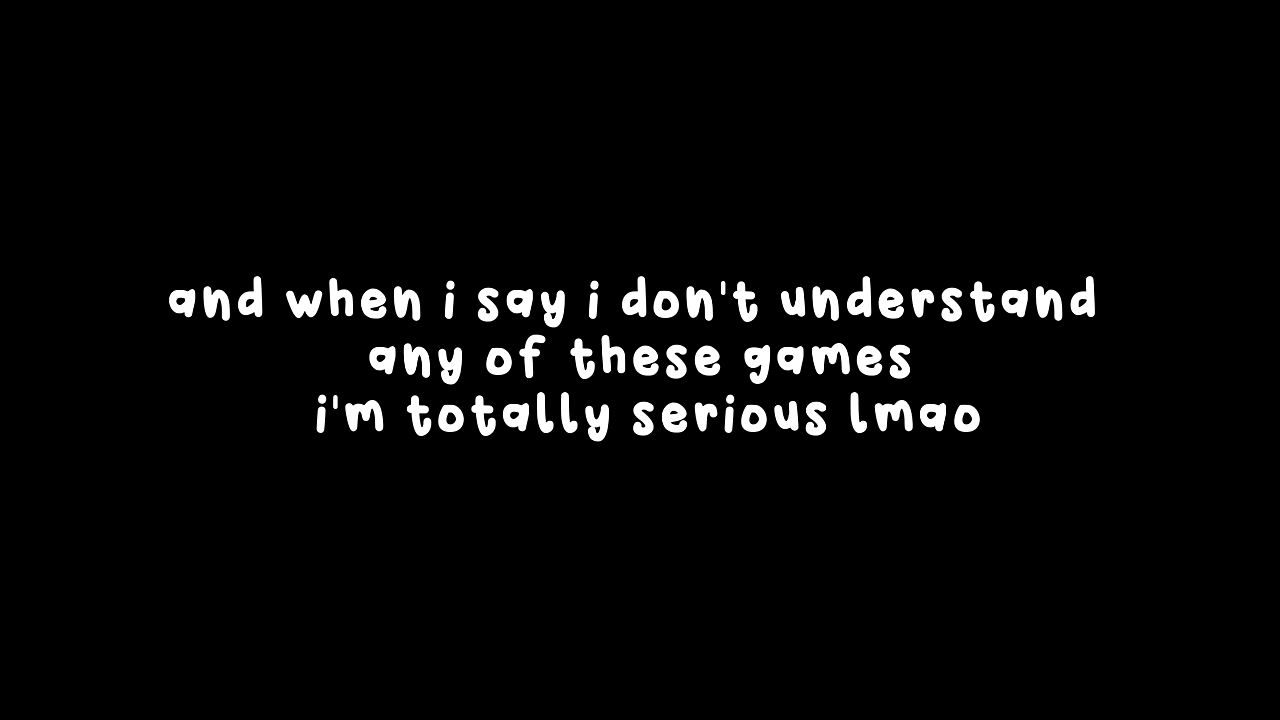 and when i say i don't understand
any of these games
i'm totally serious lmao